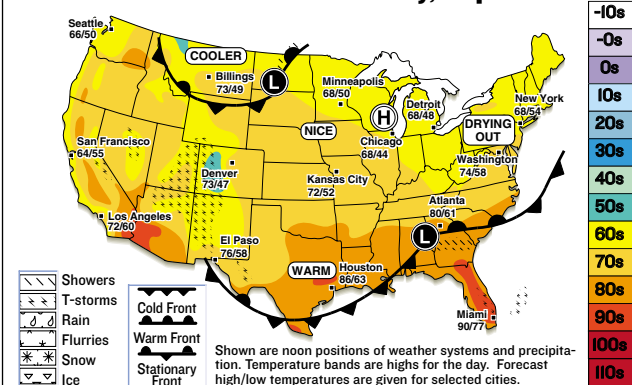 Seattle
66/50
COOLER
Billings
73/49
L
Minneapolis
68/50
H
Detroit
68/48
New York
68/54
DRYING
OUT
NICE
Chicago
68/44
San Francisco
64/55
Denver
73/47
Washington
74/58
Kansas City
72/52
Atlanta
80/61
Los Angeles
72/60
L
El Paso
76/58
WARM
Houston
86/63
Miami
90/77
Showers
T-storms
Rain
Flurries
Snow
Ice
Cold Front
Warm Front
Stationary
Front
Shown are noon positions of weather systems and precipita-
tion. Temperature bands are highs for the day. Forecast
high/low temperatures are given for selected cities.
-10s
-0s
0s
10s
20s
30s
40s
50s
60s
70s
80s
90s
100s
110s